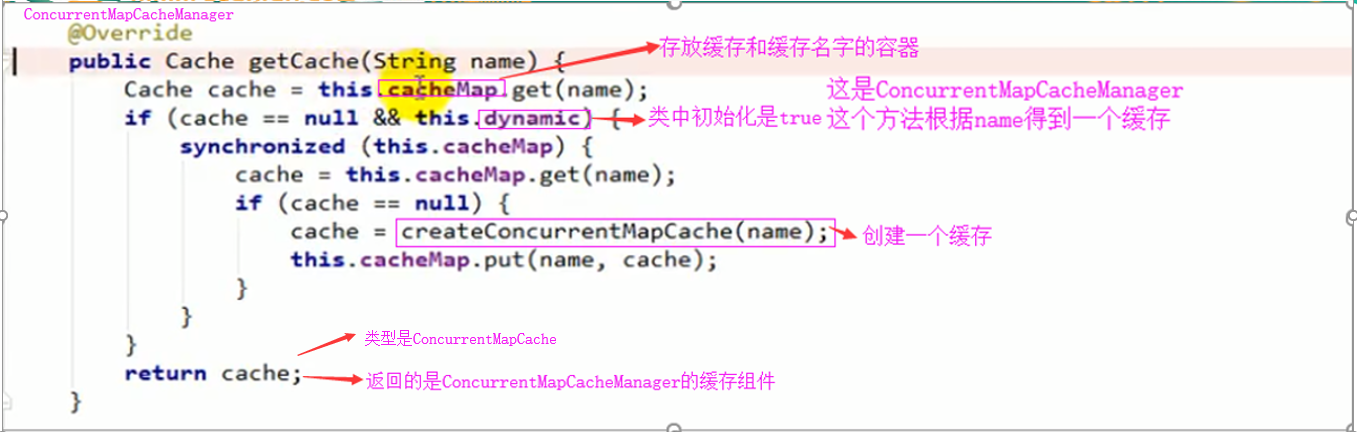 ConcurrentMapCacheManager
@Override
public Cache getCache(String name) {
存放缓存和缓存名字的容器
Cache cache = this.cacheMap.get(name);
这是ConcurrentMapCacheManager
if (cache == null && this.dynamic) {
类中初始化是true
这个方法根据name得到一个缓存
synchronized (this.cacheMap) {
cache = this.cacheMap.get(name);
if (cache == null) {
cache = createConcurrentMapCache(name);
创建一个缓存
this.cacheMap.put(name, cache);
}
}
}
类型是ConcurrentMapCache
return cache;
返回的是ConcurrentMapCacheManager的缓存组件
}